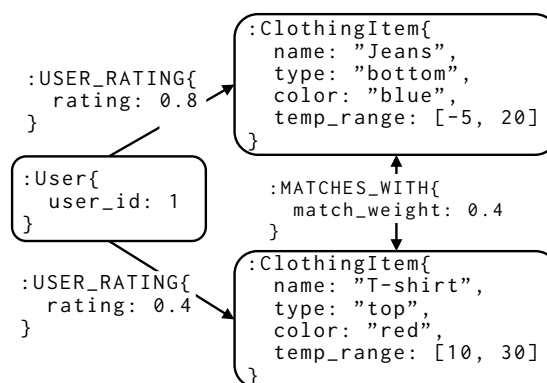 :ClothingItem{
name: ”Jeans”,
type: ”bottom”,
color: ”blue”,
temp_range: [-5, 20]
}
:USER_RATING{
rating: 0.8
}
:User{
user_id: 1
}
:MATCHES_WITH{
match_weight: 0.4
}
:USER_RATING{
rating: 0.4
}
:ClothingItem{
name: ”T-shirt”,
type: ”top”,
color: ”red”,
temp_range: [10, 30]
}